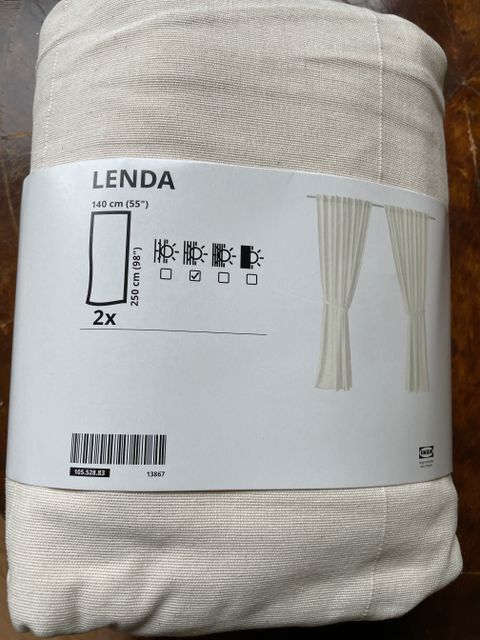 LENDA
140 cm (55")
250 cm (98")
2x
105.528.83
13867
IKEA